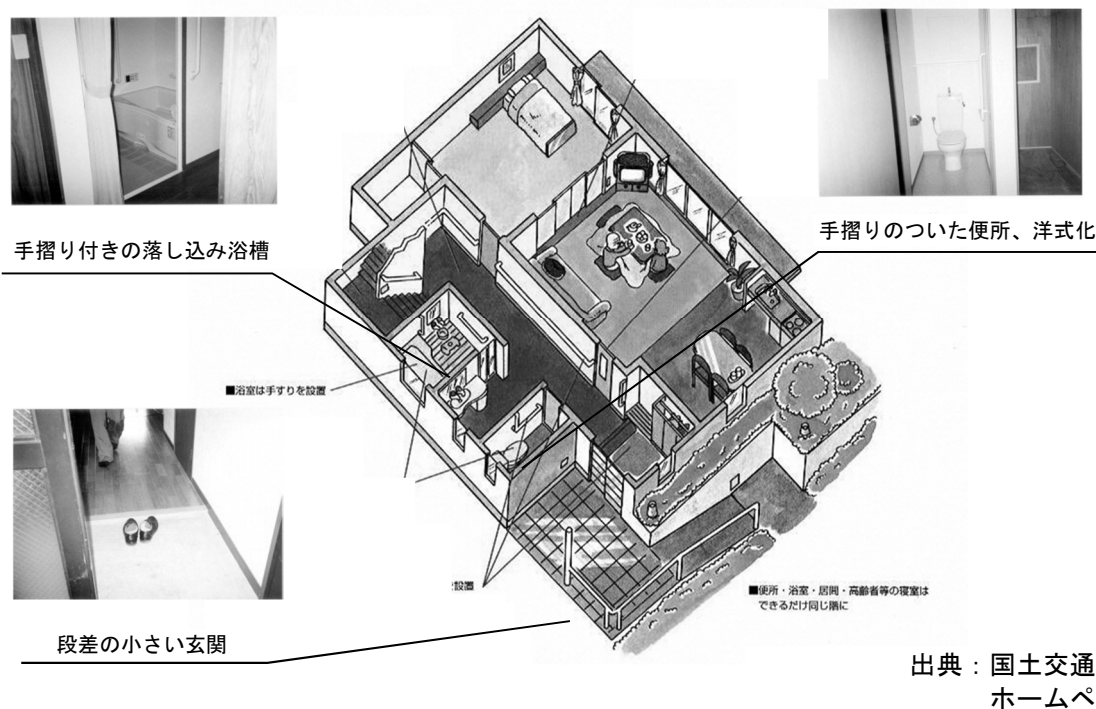 手摺り付きの落し込み浴槽
手摺りのついた便所、洋式化
■浴室は手すりを設置
設置
■便所・浴室・居間・高齢者等の寝室は
できるだけ同じ階に
段差の小さい玄関
出典：国土交通
ホームペ